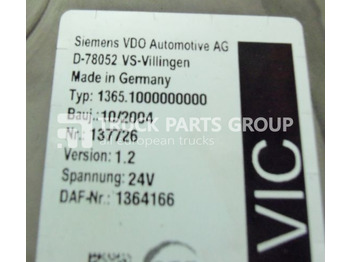 Siemens VDO Automotive AG
D-78052 VS-Villingen
Made in Germany
Typ: 1365.1000000000
Bauj.: 10/2004
TRUCK PARTS GROUP
Nr: 137726
european trucks
Version: 1.2
Spannung: 24V
DAF-Nr.: 1364166
VIC